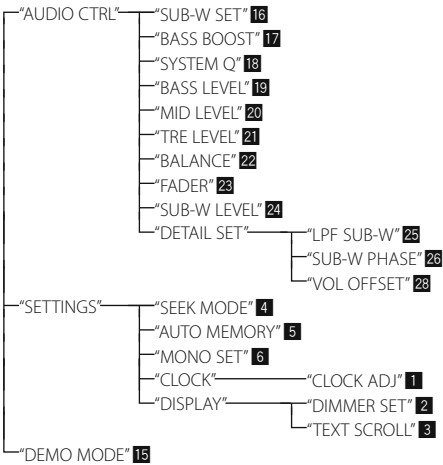 “AUDIO CTRL” “SUB-W SET” 16
“BASS BOOST” 17
“SYSTEM Q” 18
“BASS LEVEL” 19
“MID LEVEL” 20
“TRE LEVEL” 21
“BALANCE” 22
“FADER” 23
“SUB-W LEVEL” 24
“DETAIL SET” “LPF SUB-W” 25
“SUB-W PHASE” 26
“VOL OFFSET” 28
“SETTINGS” “SEEK MODE” 4
“AUTO MEMORY” 5
“MONO SET” 6
“CLOCK” “CLOCK ADJ” 1
“DISPLAY” “DIMMER SET” 2
“TEXT SCROLL” 3
“DEMO MODE” 15